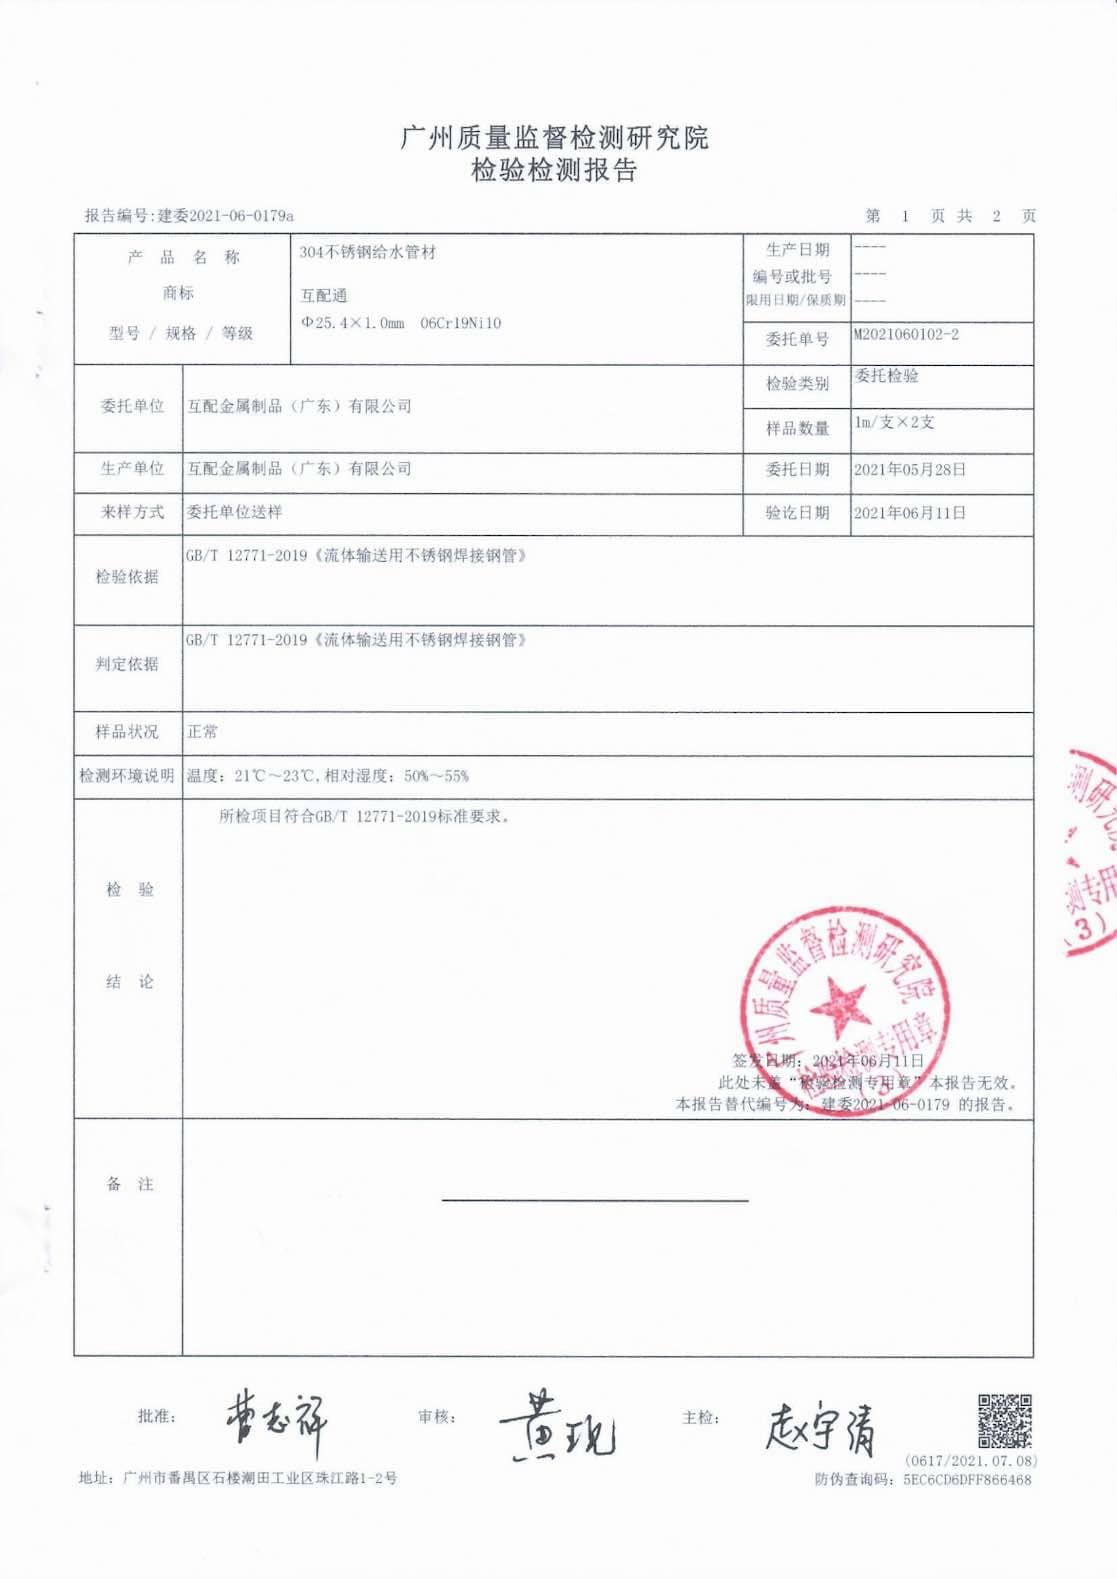 广州质量监督检测研究院
检验检测报告
报告编号:建委2021-06-0179a
第 1 页 共 2 页
产 品 名 称
304不锈钢给水管材
商标
互配通
型号 / 规格 / 等级
Φ25.4×1.0mm 06Cr19Ni10
生产日期
----
编号或批号
----
限用日期/保质期
----
委托单号
M2021060102-2
委托单位
互配金属制品（广东）有限公司
检验类别
委托检验
样品数量
1m/支×2支
生产单位
互配金属制品（广东）有限公司
委托日期
2021年05月28日
来样方式
委托单位送样
验讫日期
2021年06月11日
检验依据
GB/T 12771-2019《流体输送用不锈钢焊接钢管》
判定依据
GB/T 12771-2019《流体输送用不锈钢焊接钢管》
样品状况
正常
检测环境说明
温度：21℃～23℃,相对湿度：50%～55%
检 验
结 论
所检项目符合GB/T 12771-2019标准要求。
广州质量监督检测研究院
检验检测专用章
(3)
签发日期：2021年06月11日
此处未盖“检验检测专用章”本报告无效。
本报告替代编号为：建委2021-06-0179 的报告。
测研究
测专用
(3)
备 注
批准：
曹志祥
审核：
黄现
主检：
赵宇清
(0617/2021.07.08)
地址：广州市番禺区石楼潮田工业区珠江路1-2号
防伪查询码：5EC6CD6DFF866468